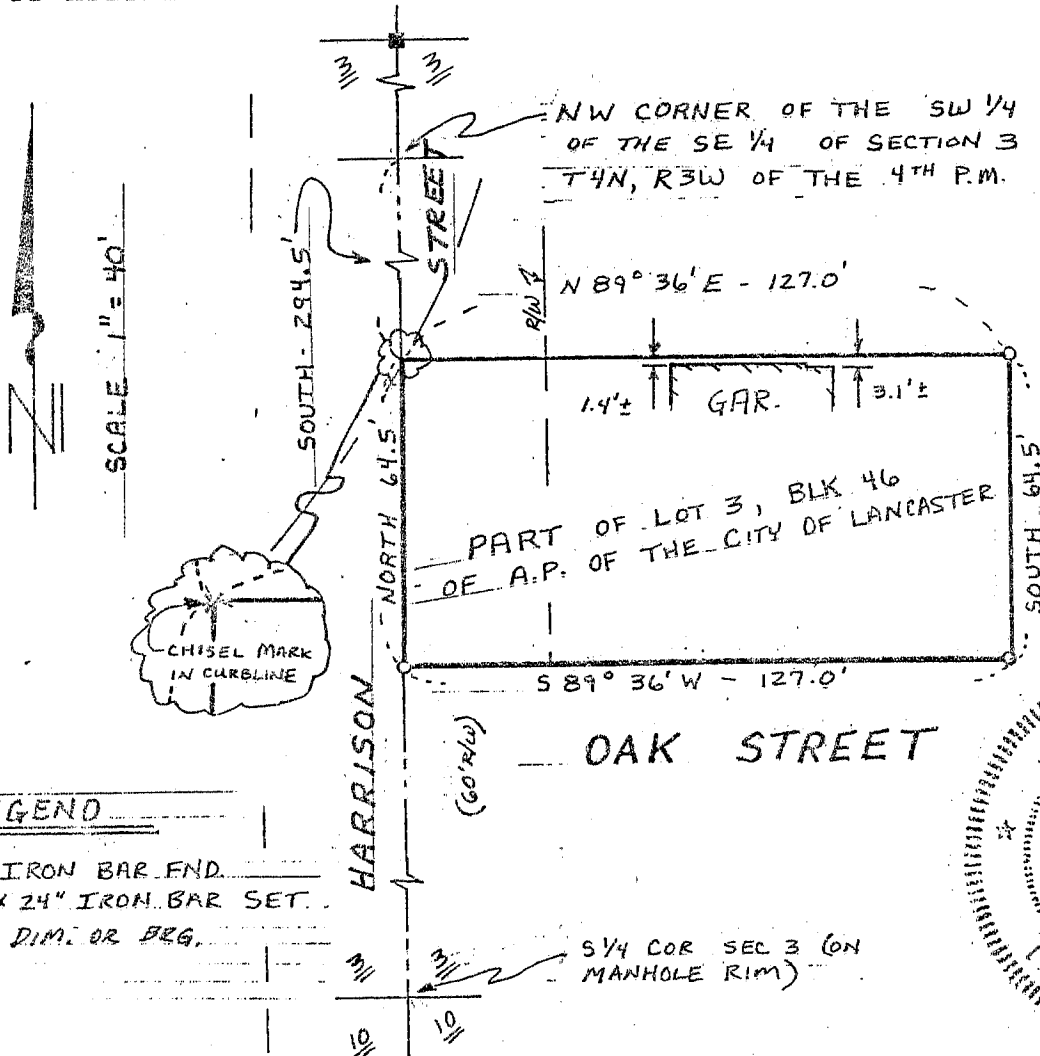 3 3
NW CORNER OF THE SW 1/4
OF THE SE 1/4 OF SECTION 3
T4N, R3W OF THE 4TH P.M.
STREET
SOUTH - 294.5'
SCALE 1" = 40'
N
R/W
N 89° 36' E - 127.0'
1.4'±
GAR.
3.1'±
NORTH 64.5'
SOUTH 64.5'
PART OF LOT 3, BLK 46
OF A.P. OF THE CITY OF LANCASTER
CHISEL MARK
IN CURBLINE
S 89° 36' W - 127.0'
HARRISON
(60' R/W)
OAK STREET
GEND
IRON BAR FND.
X 24" IRON BAR SET.
DIM. OR BRG.
3 3
S 1/4 COR SEC 3 (ON
MANHOLE RIM)
10 10